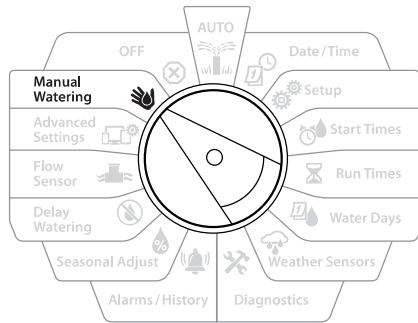 AUTO
OFF
Date / Time
Manual
Watering
Setup
Advanced
Settings
Start Times
Flow
Sensor
Run Times
Delay
Watering
Water Days
Seasonal Adjust
%
Weather Sensors
Alarms / History
Diagnostics